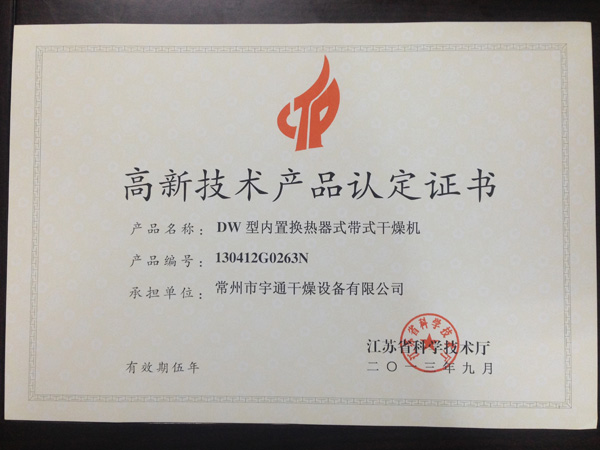 高新技术产品认定证书
产品名称：DW 型内置换热器式带式干燥机
产品编号：130412G0263N
承担单位：常州市宇通干燥设备有限公司
江苏省科学技术厅
有效期伍年
二〇一三年九月